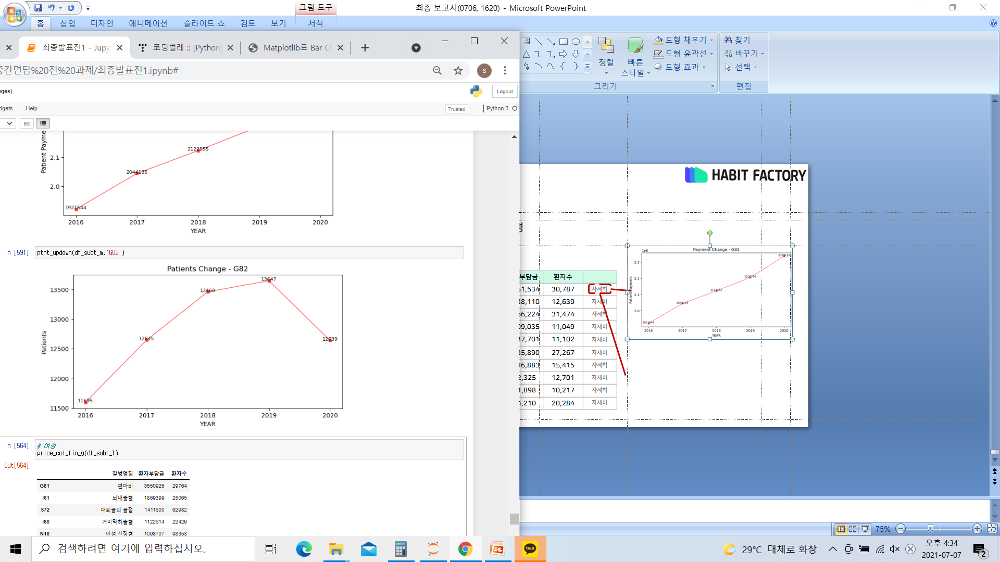 최종 보고서(0706, 1620) - Microsoft PowerPoint
그림 도구
홈 삽입 디자인 애니메이션 슬라이드 쇼 검토 보기 서식
최종발표전1 - Jupy
코딩벌레 :: [Python]
Matplotlib로 Bar Ch
중간면담%20전%20과제/최종발표전1.ipynb#
s
nges)
Logout
dgets Help
Trusted
Python 3
정렬
빠른 스타일
도형 채우기
도형 윤곽선
도형 효과
그리기
찾기
바꾸기
선택
편집
Patient Payme
2.1
2.0
1921544
2044135
2122555
2016 2017 2018 2019 2020
YEAR
In [591]: ptnt_updown(df_subt_m,'G82')
Patients Change - G82
Patients
13500
13000
12500
12000
11500
11595
12645
13460
13647
12639
2016 2017 2018 2019 2020
YEAR
In [564]: # 여성
price_cal_fin_g(df_subt_f)
Out[564]:
질병명칭 환자부담금 환자수
G81 편마비 3550926 29764
I61 뇌내출혈 1869399 25065
S72 대퇴골의 골절 1411600 62982
I60 거미막하출혈 1122614 22429
N18 만성 신장병 1098707 98353
HABIT FACTORY
부담금 환자수
51,534 30,787 자세히
38,110 12,639 자세히
56,224 31,474 자세히
09,035 11,049 자세히
37,701 11,102 자세히
35,890 27,267 자세히
16,883 15,415 자세히
2,325 12,701 자세히
1,898 10,217 자세히
4,210 20,284 자세히
Payment Change - G82
1e6
Patient Payment
2.3
2.2
2.1
2.0
1921544
2044135
2122555
2338110
2016 2017 2018 2019 2020
YEAR
75%
검색하려면 여기에 입력하십시오.
TALK
29°C 대체로 화창
오후 4:34
2021-07-07
2